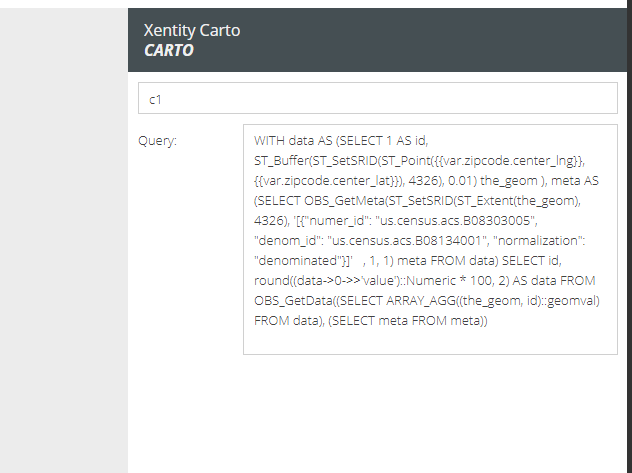 Xentity Carto
CARTO
c1
Query:
WITH data AS (SELECT 1 AS id,
ST_Buffer(ST_SetSRID(ST_Point({{var.zipcode.center_lng}},
{{var.zipcode.center_lat}}), 4326), 0.01) the_geom ), meta AS
(SELECT OBS_GetMeta(ST_SetSRID(ST_Extent(the_geom),
4326), '[{"numer_id": "us.census.acs.B08303005",
"denom_id": "us.census.acs.B08134001", "normalization":
"denominated"}]'   , 1, 1) meta FROM data) SELECT id,
round((data->0->>'value')::Numeric * 100, 2) AS data FROM
OBS_GetData((SELECT ARRAY_AGG((the_geom, id)::geomval)
FROM data), (SELECT meta FROM meta))